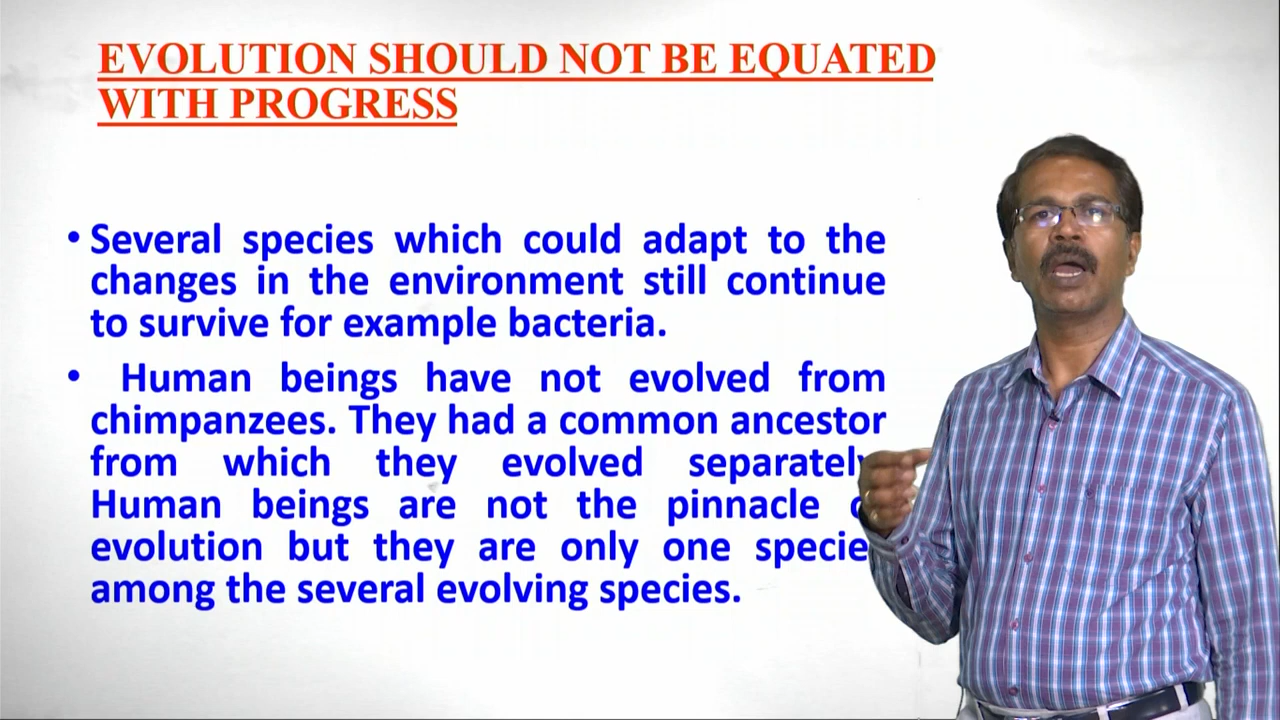 EVOLUTION SHOULD NOT BE EQUATED
WITH PROGRESS
• Several species which could adapt to the
changes in the environment still continue
to survive for example bacteria.
• Human beings have not evolved from
chimpanzees. They had a common ancestor
from which they evolved separately
Human beings are not the pinnacle
evolution but they are only one specie
among the several evolving species.